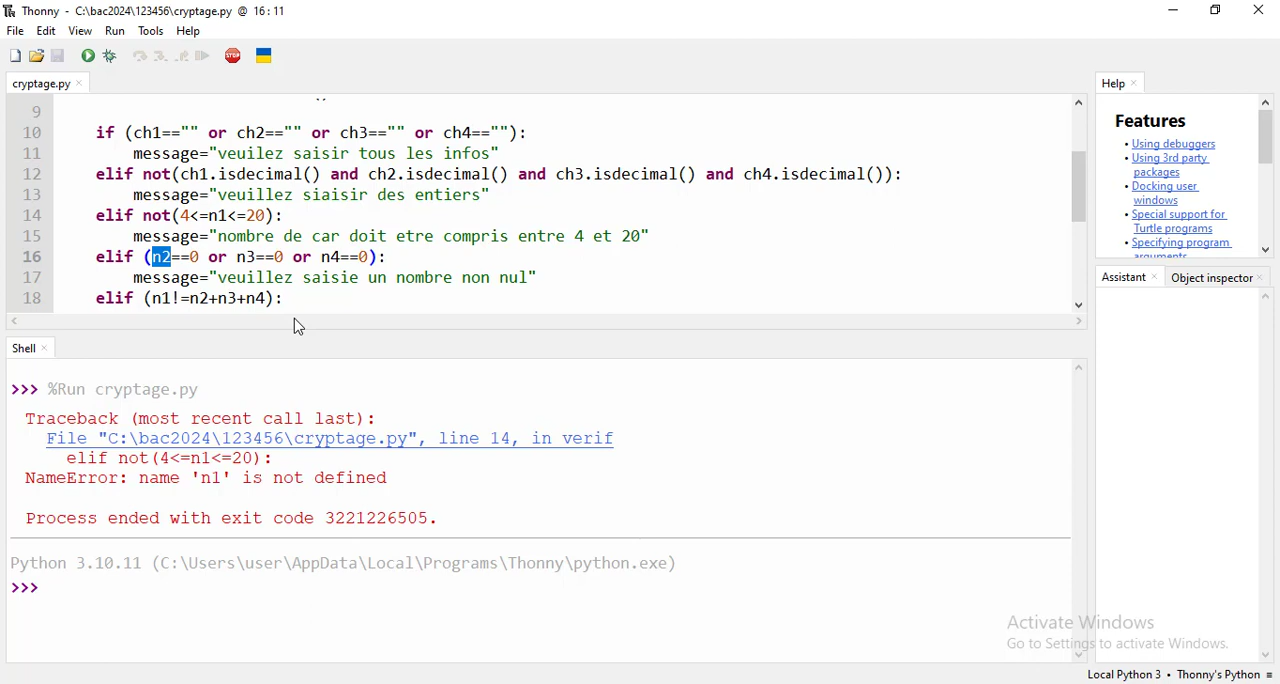 Thonny - C:\bac2024\123456\cryptage.py @ 16:11
File Edit View Run Tools Help
STOP
cryptage.py
9
10 if (ch1=="" or ch2=="" or ch3=="" or ch4==""):
11 message="veuilez saisir tous les infos"
12 elif not(ch1.isdecimal() and ch2.isdecimal() and ch3.isdecimal() and ch4.isdecimal()):
13 message="veuillez siaisir des entiers"
14 elif not(4<=n1<=20):
15 message="nombre de car doit etre compris entre 4 et 20"
16 elif (n2==0 or n3==0 or n4==0):
17 message="veuillez saisie un nombre non nul"
18 elif (n1!=n2+n3+n4):
Help
Features
• Using debuggers
• Using 3rd party
packages
• Docking user
windows
• Special support for
Turtle programs
• Specifying program
arguments
Assistant Object inspector
Shell
>>> %Run cryptage.py
Traceback (most recent call last):
File "C:\bac2024\123456\cryptage.py", line 14, in verif
elif not(4<=n1<=20):
NameError: name 'n1' is not defined
Process ended with exit code 3221226505.
Python 3.10.11 (C:\Users\user\AppData\Local\Programs\Thonny\python.exe)
>>>
Activate Windows
Go to Settings to activate Windows.
Local Python 3 • Thonny's Python ≡